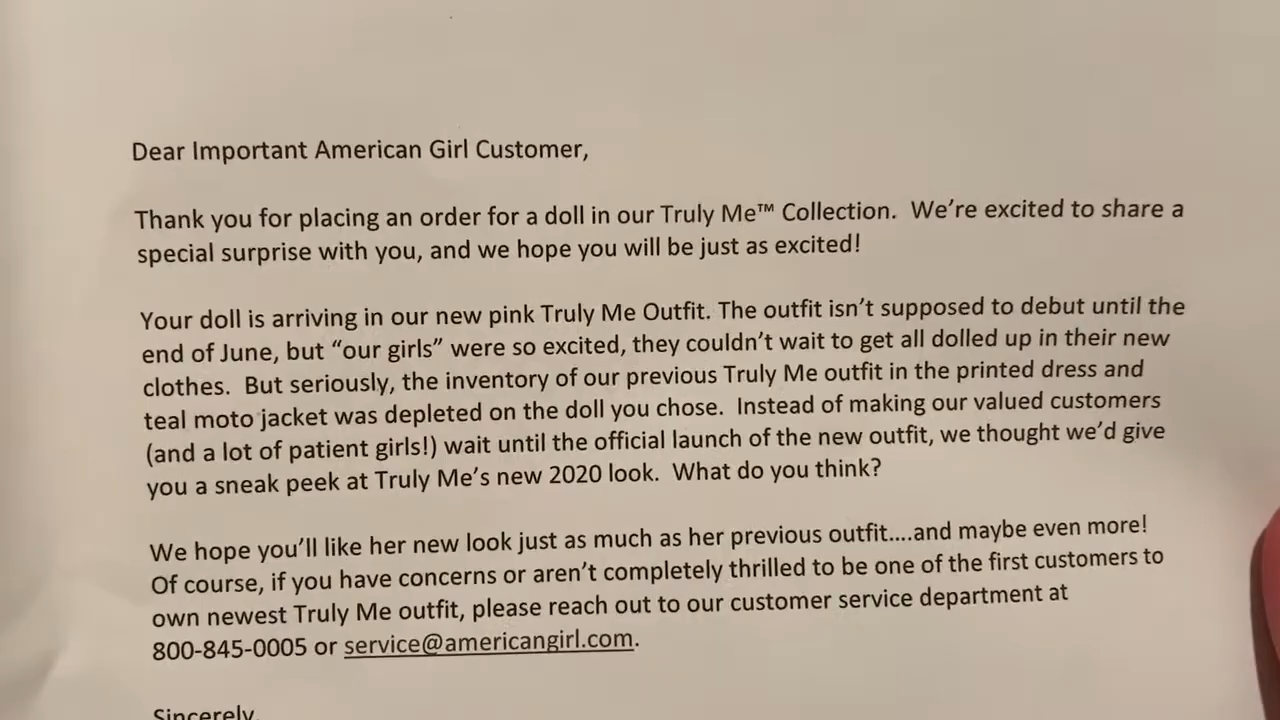 Dear Important American Girl Customer,
Thank you for placing an order for a doll in our Truly Me™ Collection.  We’re excited to share a
special surprise with you, and we hope you will be just as excited!
Your doll is arriving in our new pink Truly Me Outfit. The outfit isn’t supposed to debut until the
end of June, but “our girls” were so excited, they couldn’t wait to get all dolled up in their new
clothes.  But seriously, the inventory of our previous Truly Me outfit in the printed dress and
teal moto jacket was depleted on the doll you chose.  Instead of making our valued customers
(and a lot of patient girls!) wait until the official launch of the new outfit, we thought we’d give
you a sneak peek at Truly Me’s new 2020 look.  What do you think?
We hope you’ll like her new look just as much as her previous outfit....and maybe even more!
Of course, if you have concerns or aren’t completely thrilled to be one of the first customers to
own newest Truly Me outfit, please reach out to our customer service department at
800-845-0005 or service@americangirl.com.
Sincerely,